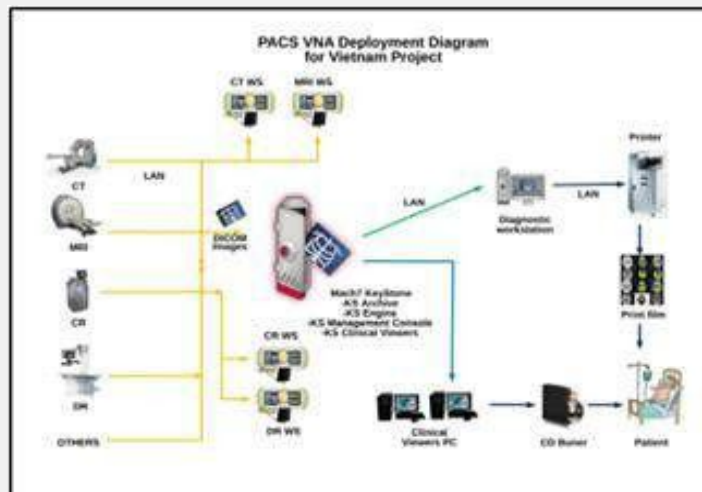 PACS VNA Deployment Diagram
for Vietnam Project
CT WS
MRI WS
CT
LAN
MRI
DICOM
Images
CR
DR
OTHERS
CR WS
DR WS
Mach7 KeyStone
-KS Archive
-KS Engine
-KS Management Console
-KS Clinical Viewers
LAN
Diagnostic
workstation
LAN
Printer
Print film
Clinical
Viewers PC
CD Buner
Patient